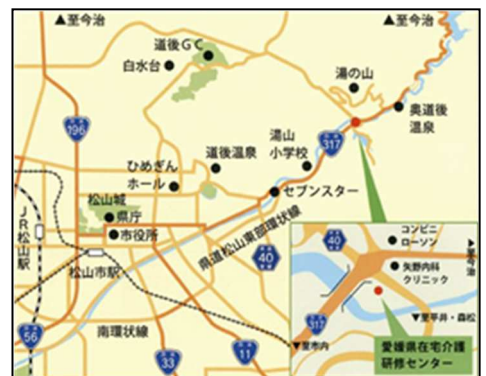 ▲至今治
▲至今治
道後GC
白水台
湯の山
奥道後
温泉
196
317
湯山
小学校
道後温泉
ひめぎん
ホール
セブンスター
松山城
県庁
市役所
JR松山駅
松山市駅
県道松山東部環状線
40
南環状線
56
33
11
40
コンビニ
ローソン
▲至今治
矢野内科
クリニック
317
▼至平井・森松
▼至市内
愛媛県在宅介護
研修センター